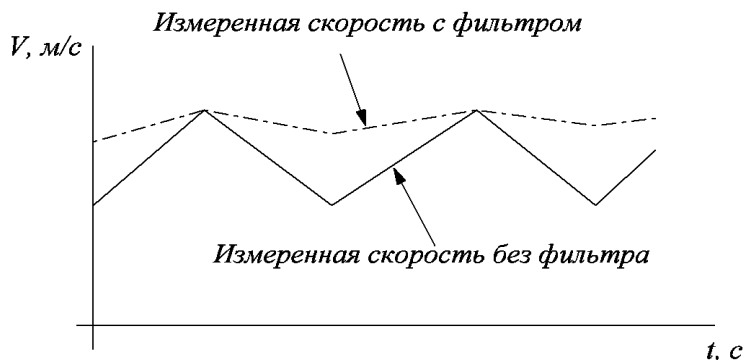 Измеренная скорость с фильтром
V, м/с
Измеренная скорость без фильтра
t, с